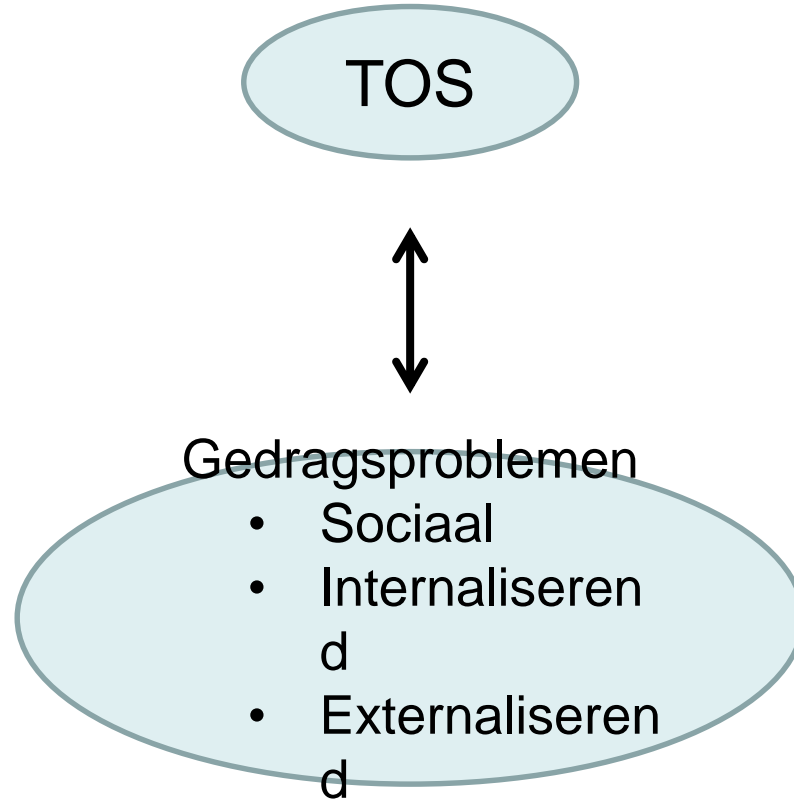 TOS
Gedragsproblemen
• Sociaal
• Internaliseren
d
• Externaliseren
d